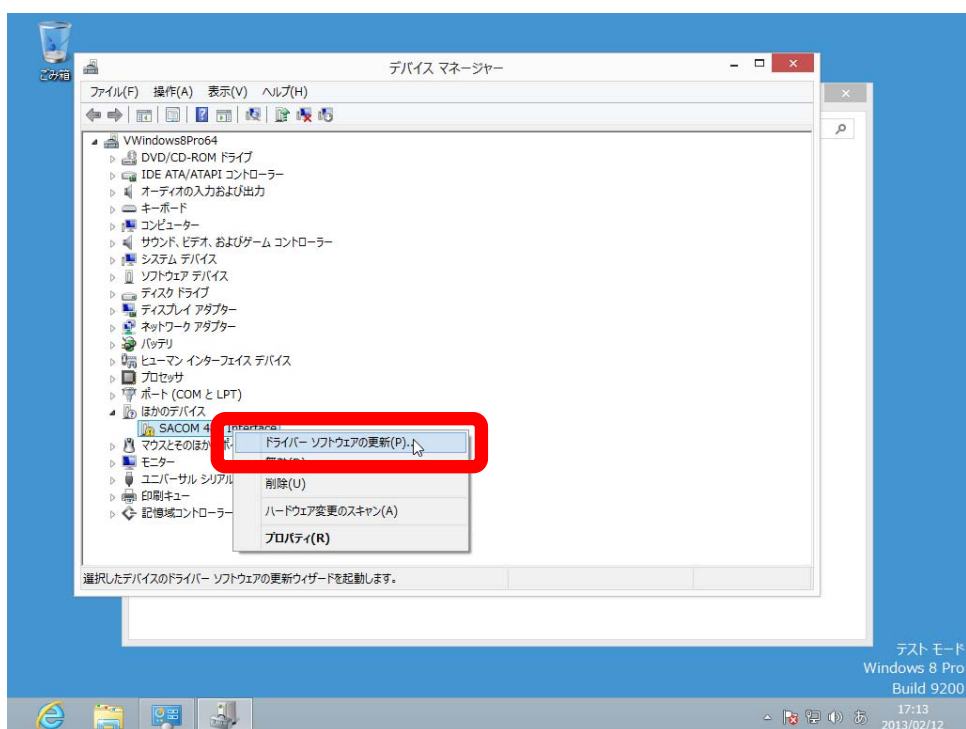 ごみ箱
デバイス マネージャー
ファイル(F) 操作(A) 表示(V) ヘルプ(H)
VWindows8Pro64
DVD/CD-ROM ドライブ
IDE ATA/ATAPI コントローラー
オーディオの入力および出力
キーボード
コンピューター
サウンド、ビデオ、およびゲーム コントローラー
システム デバイス
ソフトウェア デバイス
ディスク ドライブ
ディスプレイ アダプター
ネットワーク アダプター
バッテリ
ヒューマン インターフェイス デバイス
プロセッサ
ポート (COM と LPT)
ほかのデバイス
SACOM 4 Interface
マウスとそのほか
モニター
ユニバーサル シリアル
印刷キュー
記憶域コントローラー
ドライバー ソフトウェアの更新(P)...
削除(U)
ハードウェア変更のスキャン(A)
プロパティ(R)
選択したデバイスのドライバー ソフトウェアの更新ウィザードを起動します。
テスト モード
Windows 8 Pro
Build 9200
あ
17:13
2013/02/12